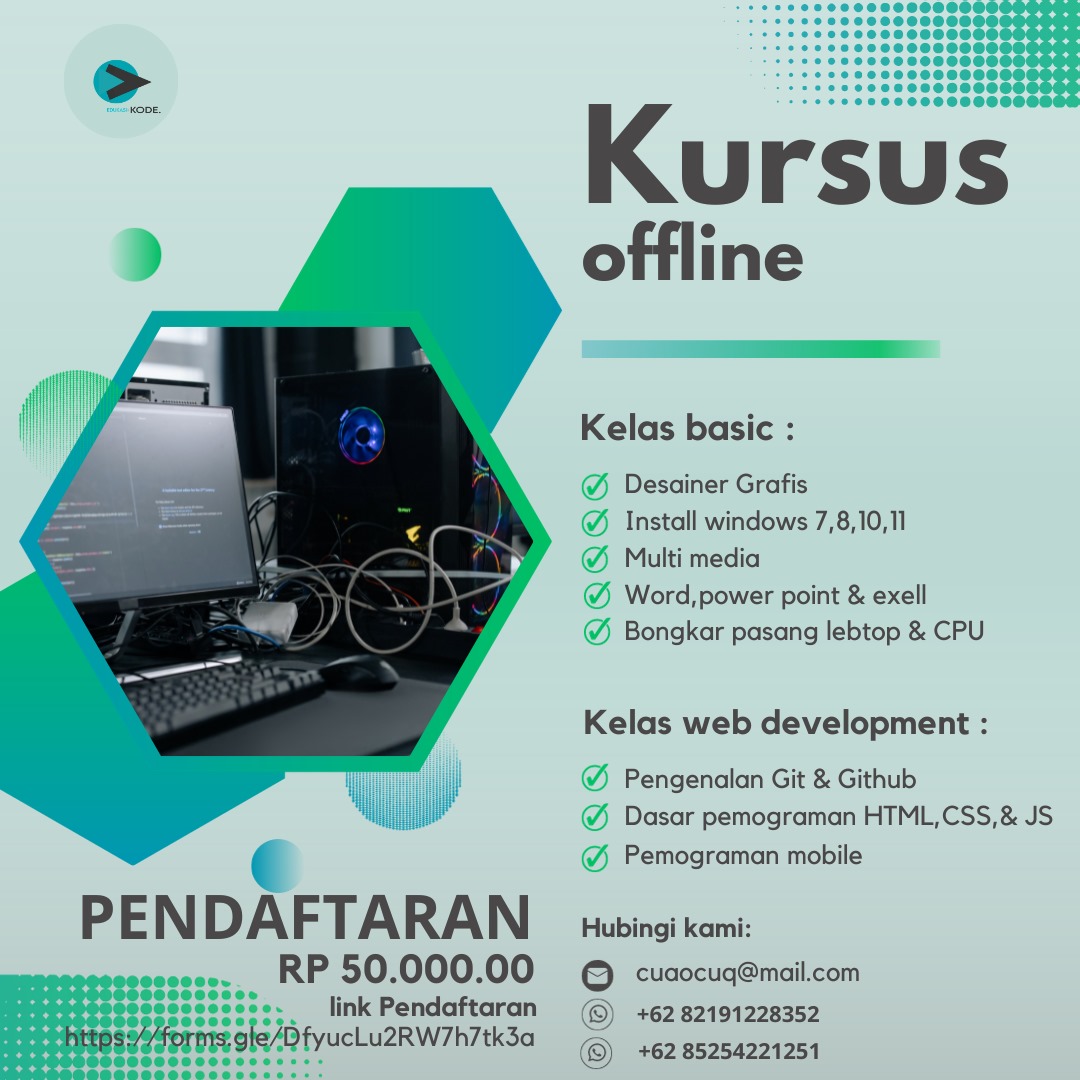 EDUKASI KODE.
Kursus
offline
Kelas basic :
Desainer Grafis
Install windows 7,8,10,11
Multi media
Word,power point & exell
Bongkar pasang lebtop & CPU
Kelas web development :
Pengenalan Git & Github
Dasar pemograman HTML,CSS,& JS
Pemograman mobile
Hubingi kami:
cuaocuq@mail.com
+62 82191228352
+62 85254221251
PENDAFTARAN
RP 50.000.00
link Pendaftaran
https://forms.gle/DfyucLu2RW7h7tk3a